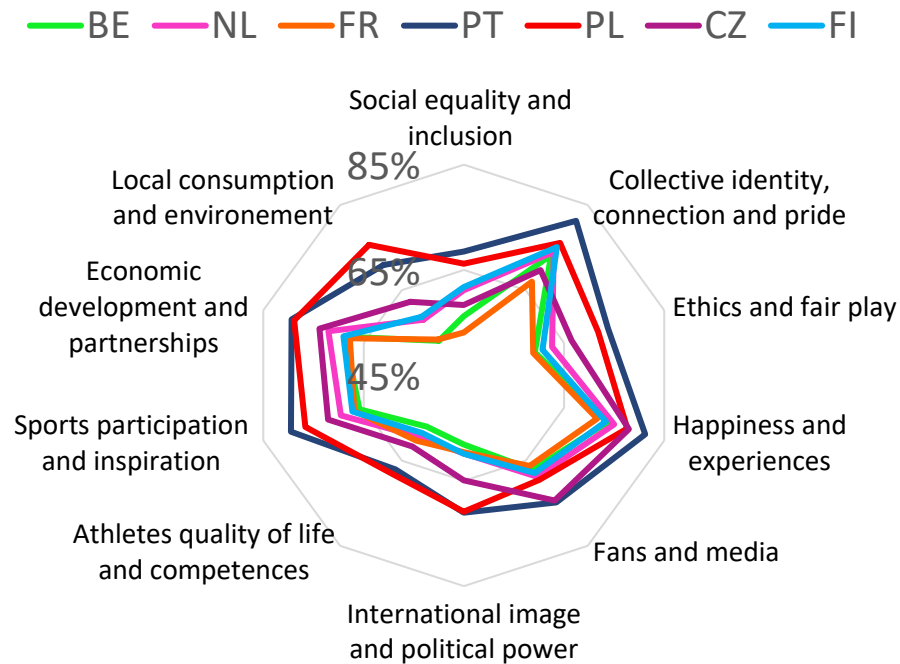 BE NL FR PT PL CZ FI
Social equality and
inclusion
85%
Collective identity,
connection and pride
Local consumption
and environement
65%
Economic
development and
partnerships
Ethics and fair play
45%
Sports participation
and inspiration
Happiness and
experiences
Athletes quality of life
and competences
Fans and media
International image
and political power